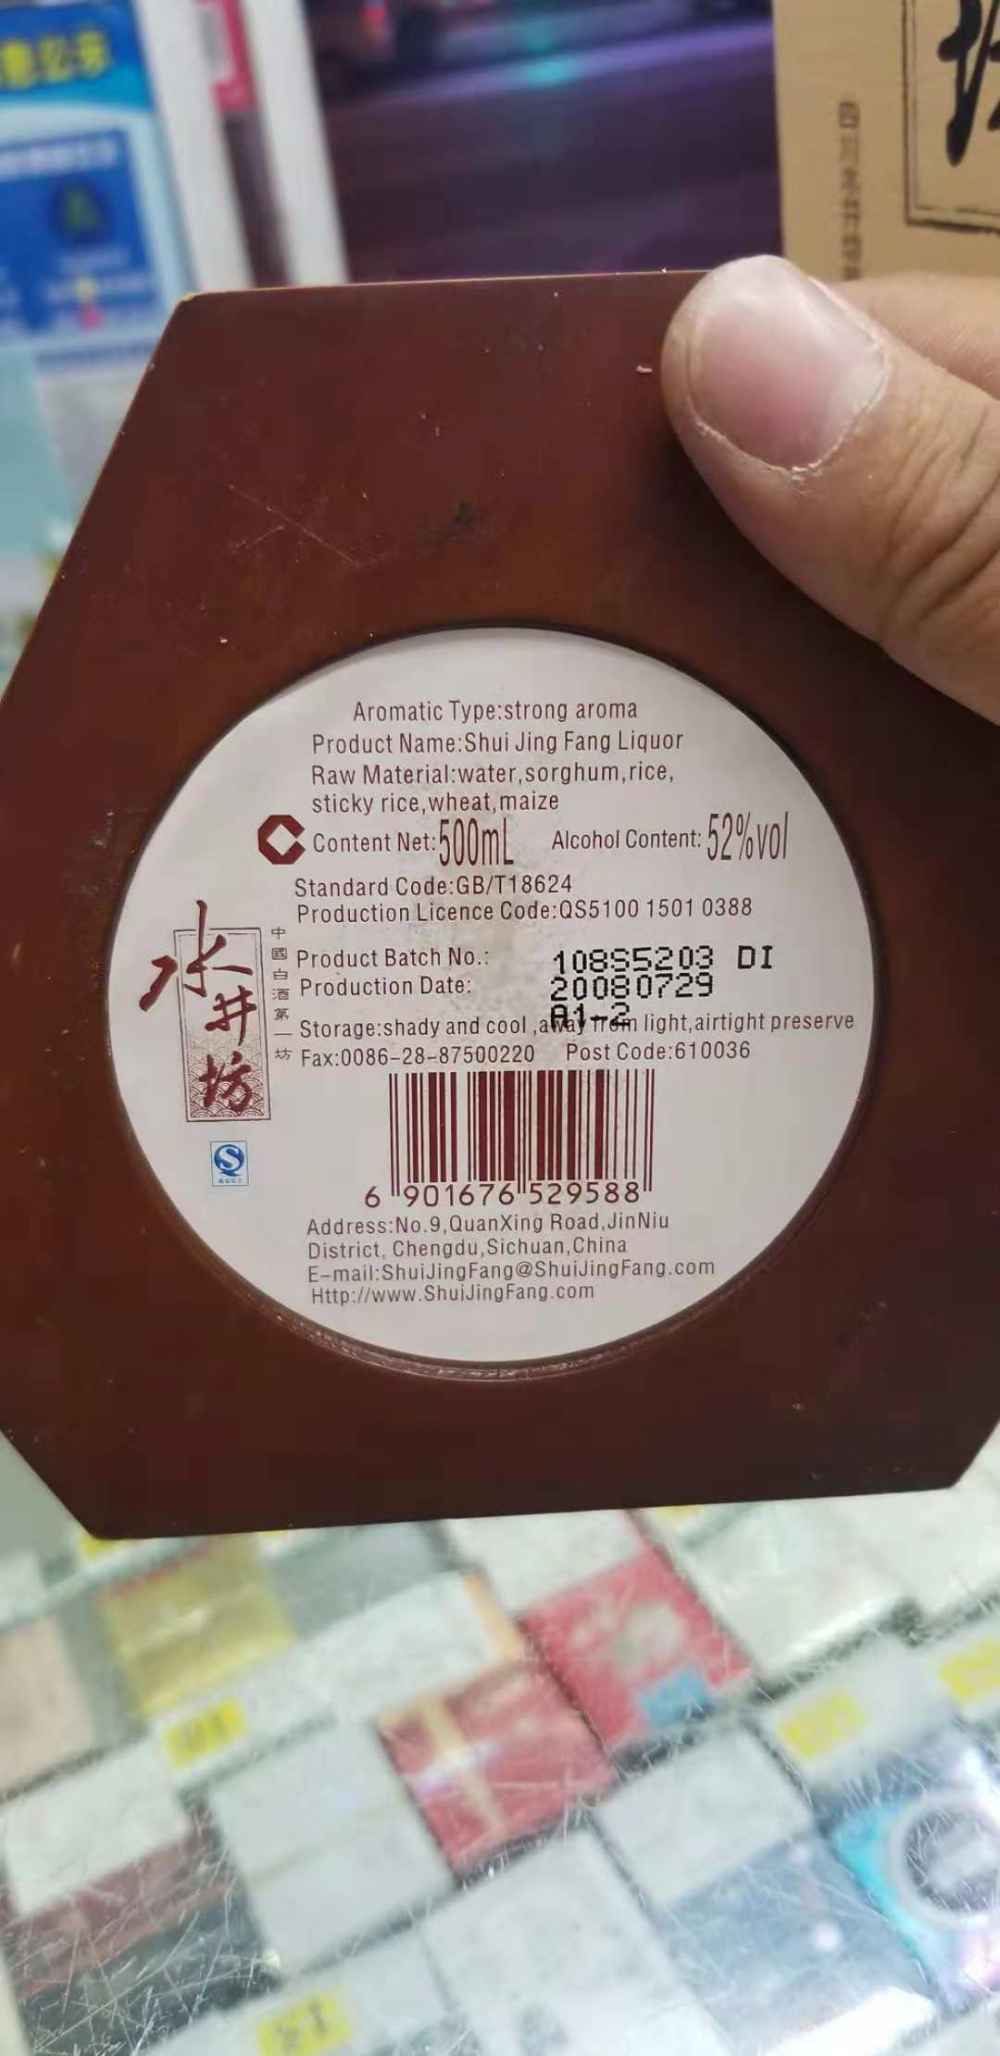 Aromatic Type:strong aroma
Product Name:Shui Jing Fang Liquor
Raw Material:water,sorghum,rice,
sticky rice,wheat,maize
Content Net:500mL Alcohol Content:52%vol
Standard Code:GB/T18624
Production Licence Code:QS5100 1501 0388
Product Batch No.: 108S5203 DI
Production Date: 20080729
A1-2
Storage:shady and cool ,away from light,airtight preserve
Fax:0086-28-87500220 Post Code:610036
水井坊
中國白酒第一坊
6 901676 529588
Address:No.9,QuanXing Road,JinNiu
District, Chengdu,Sichuan,China
E-mail:ShuiJingFang@ShuiJingFang.com
Http://www.ShuiJingFang.com